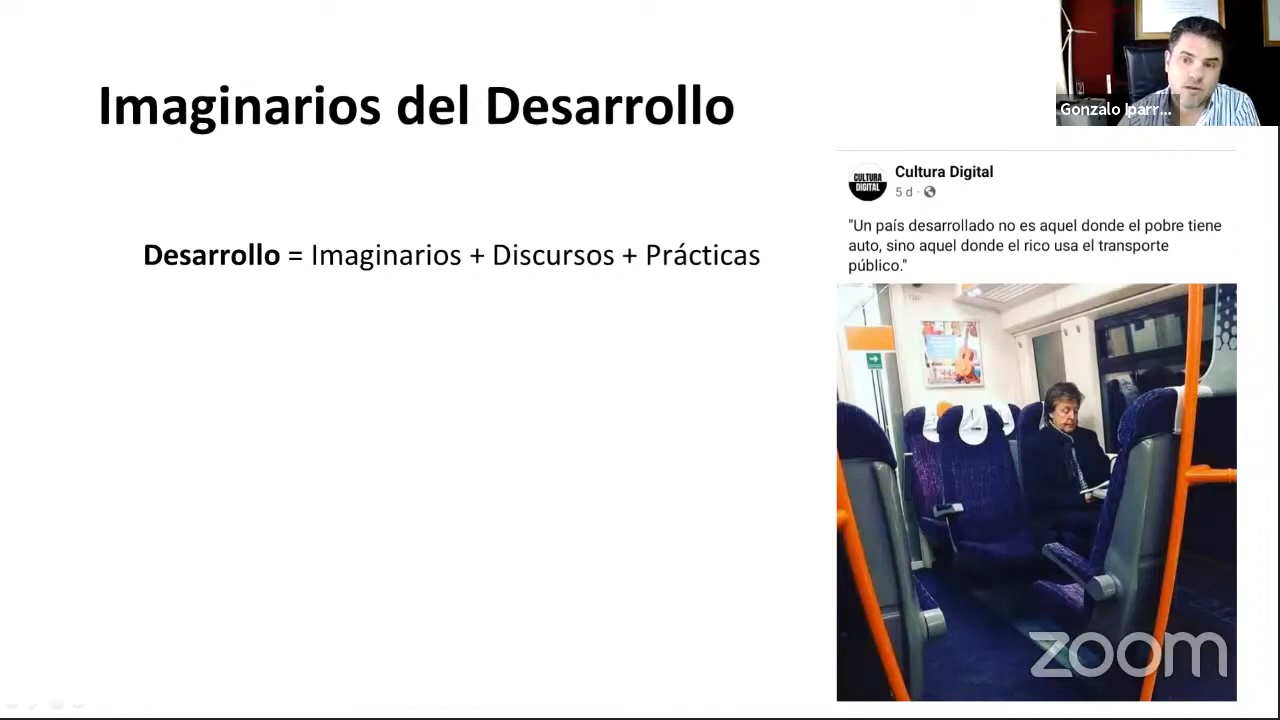 Imaginarios del Desarrollo
Gonzalo Iparr...
Desarrollo = Imaginarios + Discursos + Prácticas
CULTURA
DIGITAL
Cultura Digital
5 d ·
"Un país desarrollado no es aquel donde el pobre tiene
auto, sino aquel donde el rico usa el transporte
público."
zoom